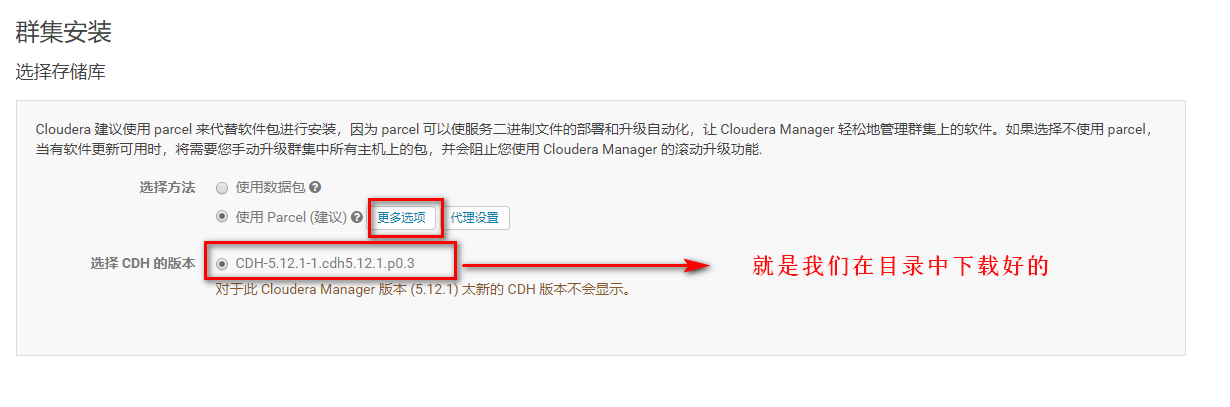 群集安装
选择存储库
Cloudera 建议使用 parcel 来代替软件包进行安装，因为 parcel 可以使服务二进制文件的部署和升级自动化，让 Cloudera Manager 轻松地管理群集上的软件。如果选择不使用 parcel，
当有软件更新可用时，将需要您手动升级群集中所有主机上的包，并会阻止您使用 Cloudera Manager 的滚动升级功能.
选择方法 使用数据包
使用 Parcel (建议) 更多选项 代理设置
选择 CDH 的版本 CDH-5.12.1-1.cdh5.12.1.p0.3 就是我们在目录中下载好的
对于此 Cloudera Manager 版本 (5.12.1) 太新的 CDH 版本不会显示。